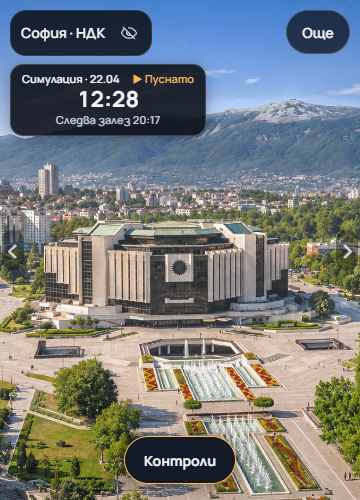 София · НДК
Още
Симулация · 22.04 ▶ Пуснато
12:28
Следва залез 20:17
Контроли